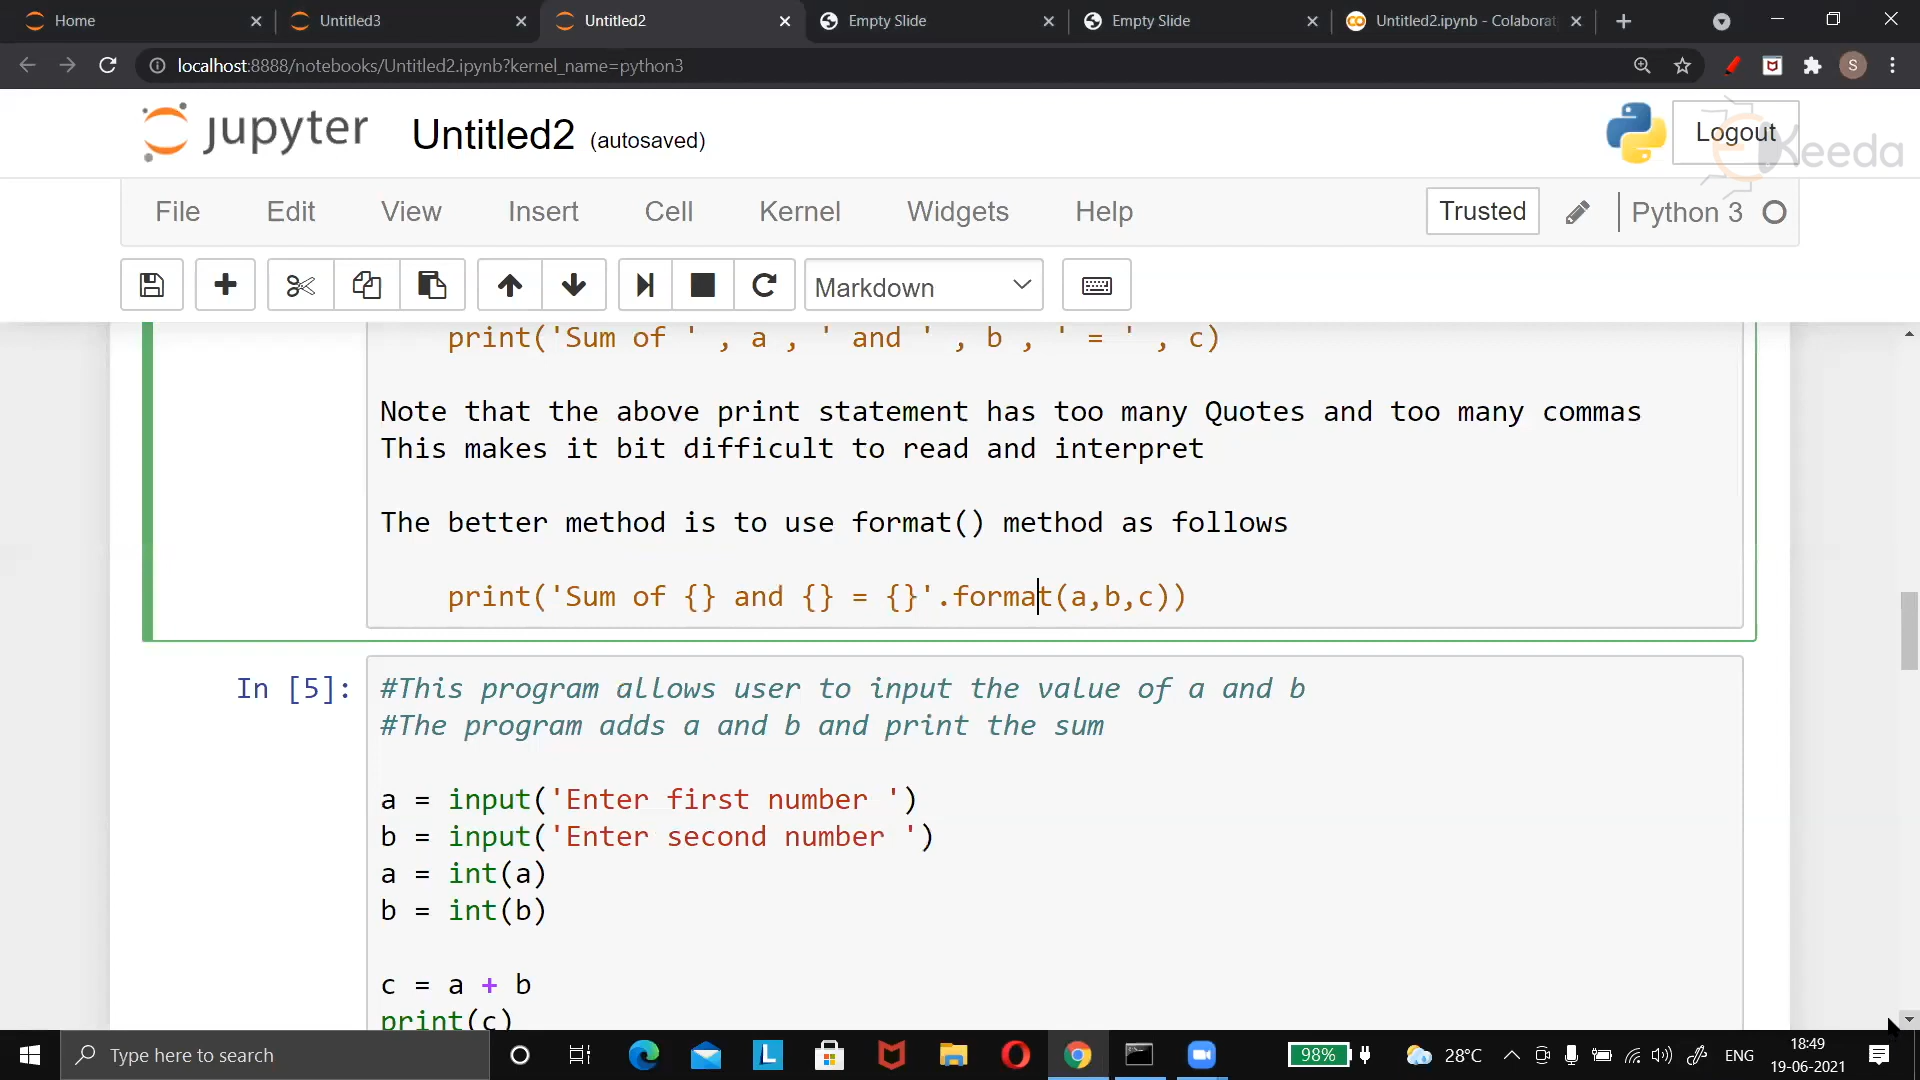 Home
Untitled3
Untitled2
Empty Slide
Empty Slide
Untitled2.ipynb - Colaborat
localhost:8888/notebooks/Untitled2.ipynb?kernel_name=python3
S
jupyter
Untitled2 (autosaved)
Logout
Keeda
File Edit View Insert Cell Kernel Widgets Help
Trusted
Python 3
Markdown
print('Sum of ' , a , ' and ' , b , ' = ' , c)
Note that the above print statement has too many Quotes and too many commas
This makes it bit difficult to read and interpret
The better method is to use format() method as follows
print('Sum of {} and {} = {}'.format(a,b,c))
In [5]:
#This program allows user to input the value of a and b
#The program adds a and b and print the sum
a = input('Enter first number ')
b = input('Enter second number ')
a = int(a)
b = int(b)
c = a + b
print(c)
Type here to search
L
98%
28°C
ENG
18:49
19-06-2021